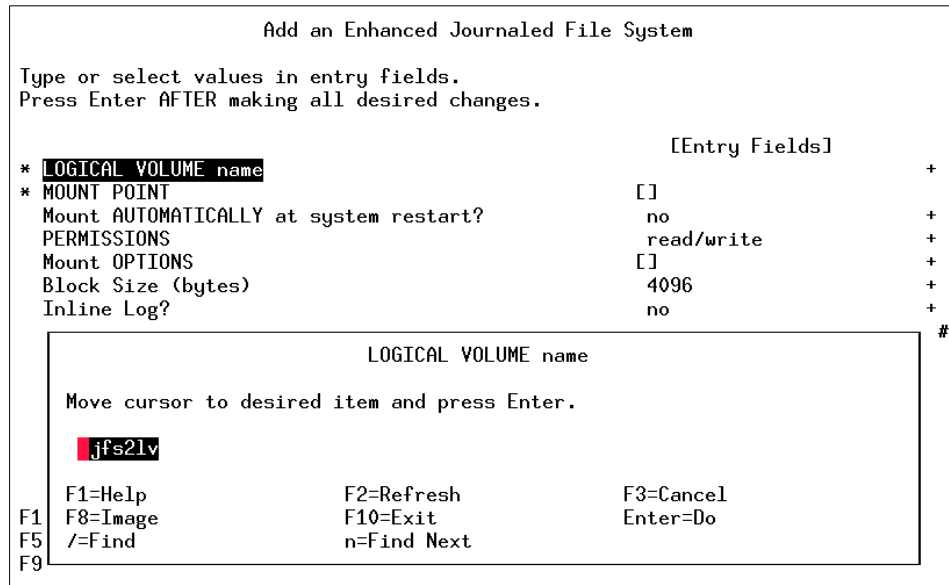 Add an Enhanced Journaled File System
Type or select values in entry fields.
Press Enter AFTER making all desired changes.
[Entry Fields]
* LOGICAL VOLUME name +
* MOUNT POINT []
Mount AUTOMATICALLY at system restart? no +
PERMISSIONS read/write +
Mount OPTIONS [] +
Block Size (bytes) 4096 +
Inline Log? no +
#
LOGICAL VOLUME name
Move cursor to desired item and press Enter.
jfs2lv
F1=Help F2=Refresh F3=Cancel
F1 F8=Image F10=Exit Enter=Do
F5 /=Find n=Find Next
F9